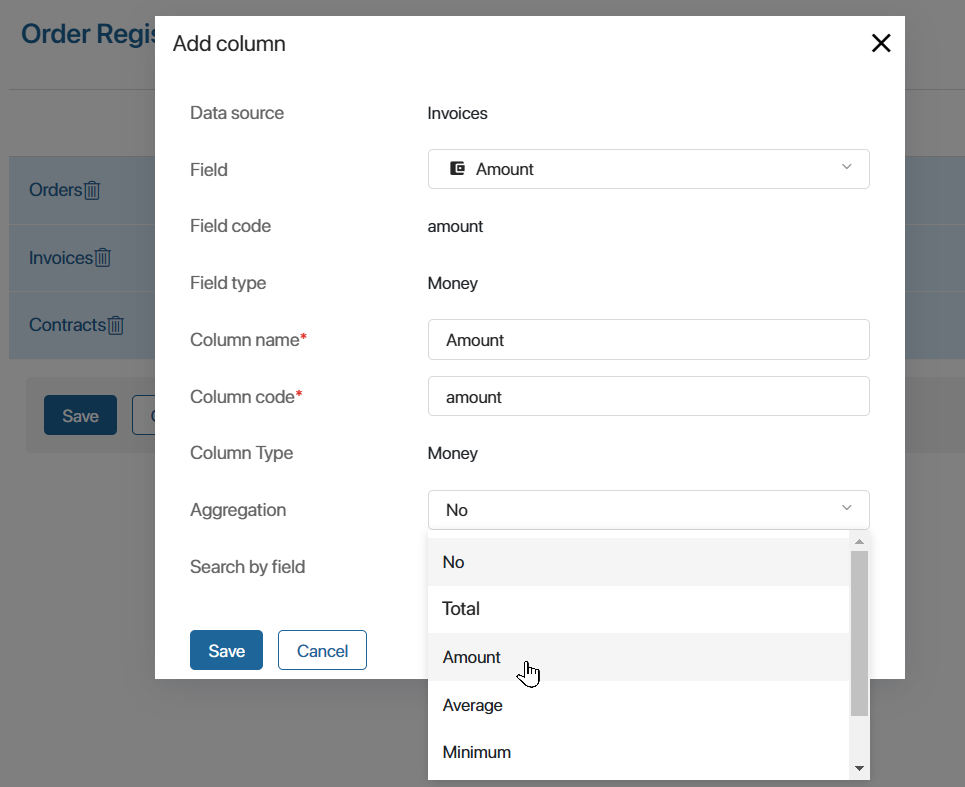 Order Regis
Add column
Data source Invoices
Field Amount
Orders
Field code amount
Invoices
Field type Money
Contracts
Column name* Amount
Column code* amount
Save
Column Type Money
Aggregation No
No
Search by field
Total
Save Cancel
Amount
Average
Minimum